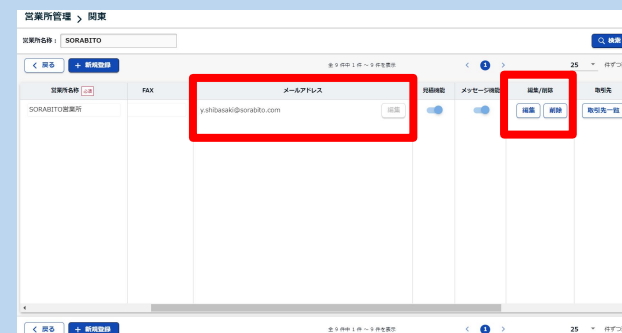 営業所管理 > 関東
営業所名称： SORABITO 検索
< 戻る + 新規登録 全 9 件中 1 件 ～ 9 件を表示 < 1 > 25 件ずつ
営業所名称 必須 FAX メールアドレス 見積機能 メッセージ機能 編集/削除 取引先
SORABITO営業所 y.shibasaki@sorabito.com 編集 編集 削除 取引先一覧
< 戻る + 新規登録 全 9 件中 1 件 ～ 9 件を表示 < 1 > 25 件ずつ